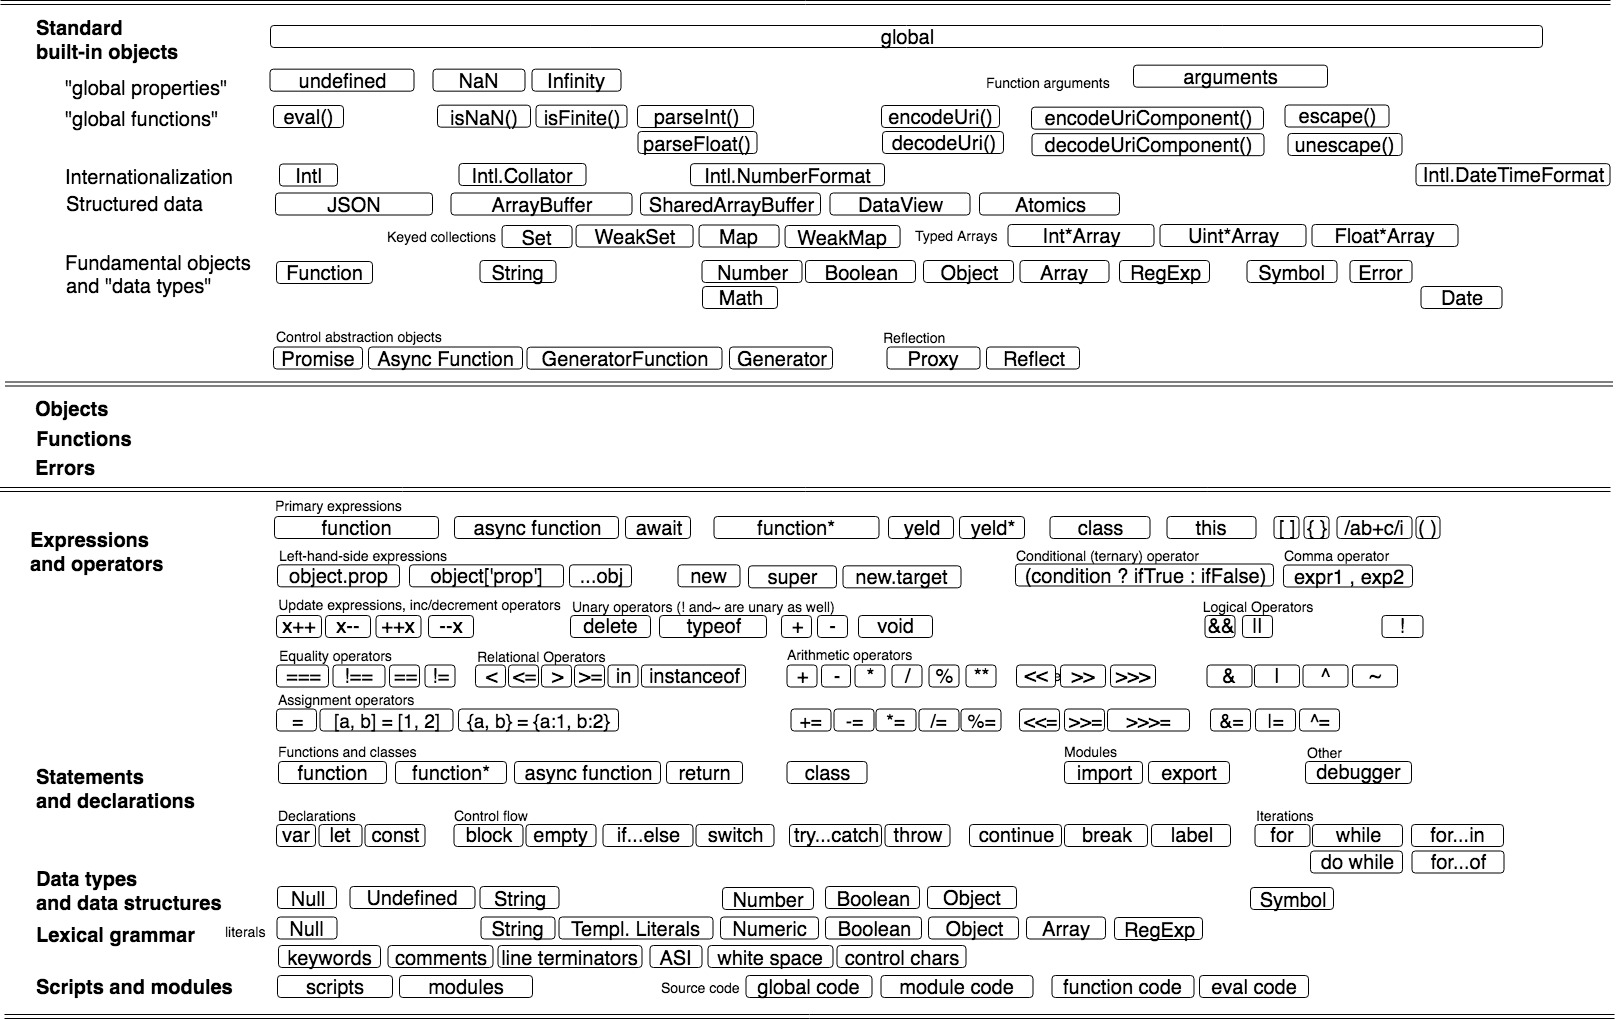 Standard
built-in objects
global
"global properties" undefined NaN Infinity Function arguments arguments
"global functions" eval() isNaN() isFinite() parseInt() encodeUri() encodeUriComponent() escape()
parseFloat() decodeUri() decodeUriComponent() unescape()
Internationalization Intl Intl.Collator Intl.NumberFormat Intl.DateTimeFormat
Structured data JSON ArrayBuffer SharedArrayBuffer DataView Atomics
Keyed collections Set WeakSet Map WeakMap Typed Arrays Int*Array Uint*Array Float*Array
Fundamental objects
and "data types"
Function String Number Boolean Object Array RegExp Symbol Error
Math Date
Control abstraction objects Reflection
Promise Async Function GeneratorFunction Generator Proxy Reflect
Objects
Functions
Errors
Expressions
and operators
Primary expressions
function async function await function* yeld yeld* class this [ ] { } /ab+c/i ( )
Left-hand-side expressions Conditional (ternary) operator Comma operator
object.prop object['prop'] ...obj new super new.target (condition ? ifTrue : ifFalse) expr1 , exp2
Update expressions, inc/decrement operators Unary operators (! and~ are unary as well) Logical Operators
x++ x-- ++x --x delete typeof + - void && || !
Equality operators Relational Operators Arithmetic operators
=== !== == != < <= > >= in instanceof + - * / % ** << >> >>> & | ^ ~
Assignment operators
= [a, b] = [1, 2] {a, b} = {a:1, b:2} += -= *= /= %= <<= >>= >>>= &= |= ^=
Statements
and declarations
Functions and classes Modules Other
function function* async function return class import export debugger
Declarations Control flow Iterations
var let const block empty if...else switch try...catch throw continue break label for while for...in
do while for...of
Data types
and data structures
Null Undefined String Number Boolean Object Symbol
Lexical grammar literals Null String Templ. Literals Numeric Boolean Object Array RegExp
keywords comments line terminators ASI white space control chars
Scripts and modules scripts modules Source code global code module code function code eval code